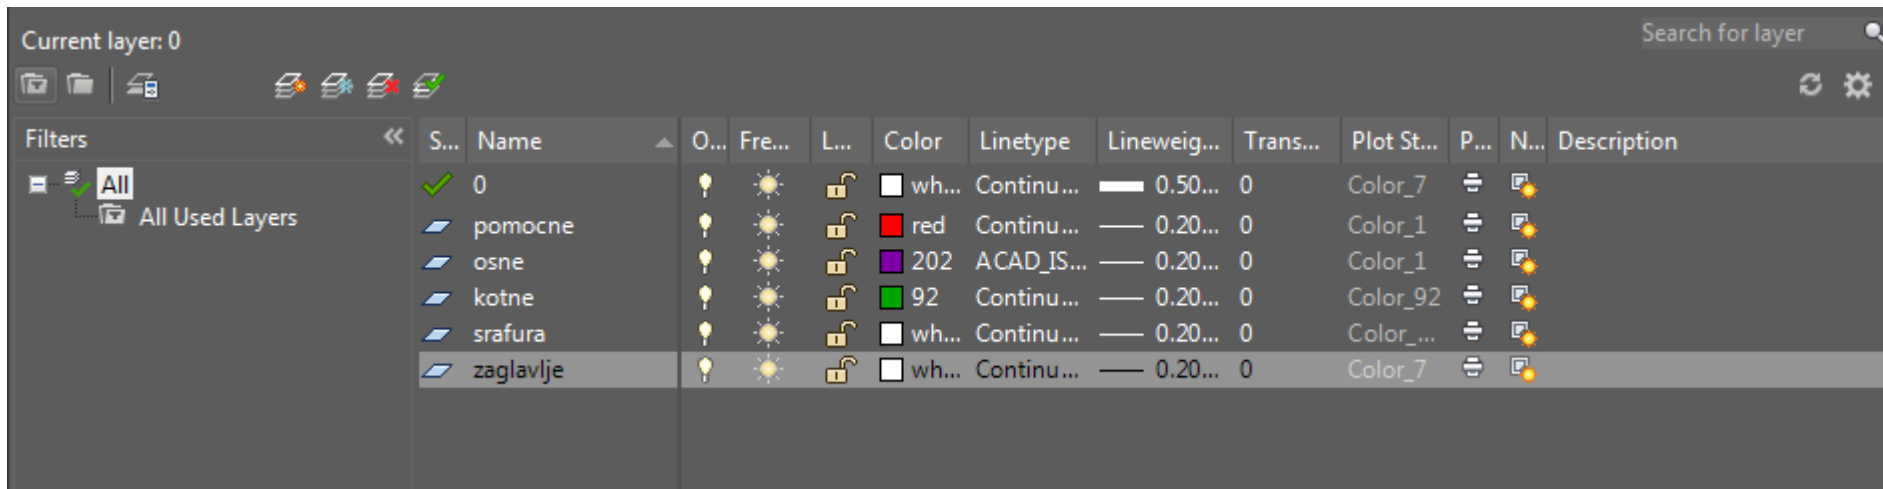 Current layer: 0
Search for layer
Filters
S... Name O... Fre... L... Color Linetype Lineweig... Trans... Plot St... P... N... Description
All
All Used Layers
0 wh... Continu... 0.50... 0 Color_7
pomocne red Continu... 0.20... 0 Color_1
osne 202 ACAD_IS... 0.20... 0 Color_1
kotne 92 Continu... 0.20... 0 Color_92
srafura wh... Continu... 0.20... 0 Color_...
zaglavlje wh... Continu... 0.20... 0 Color_7